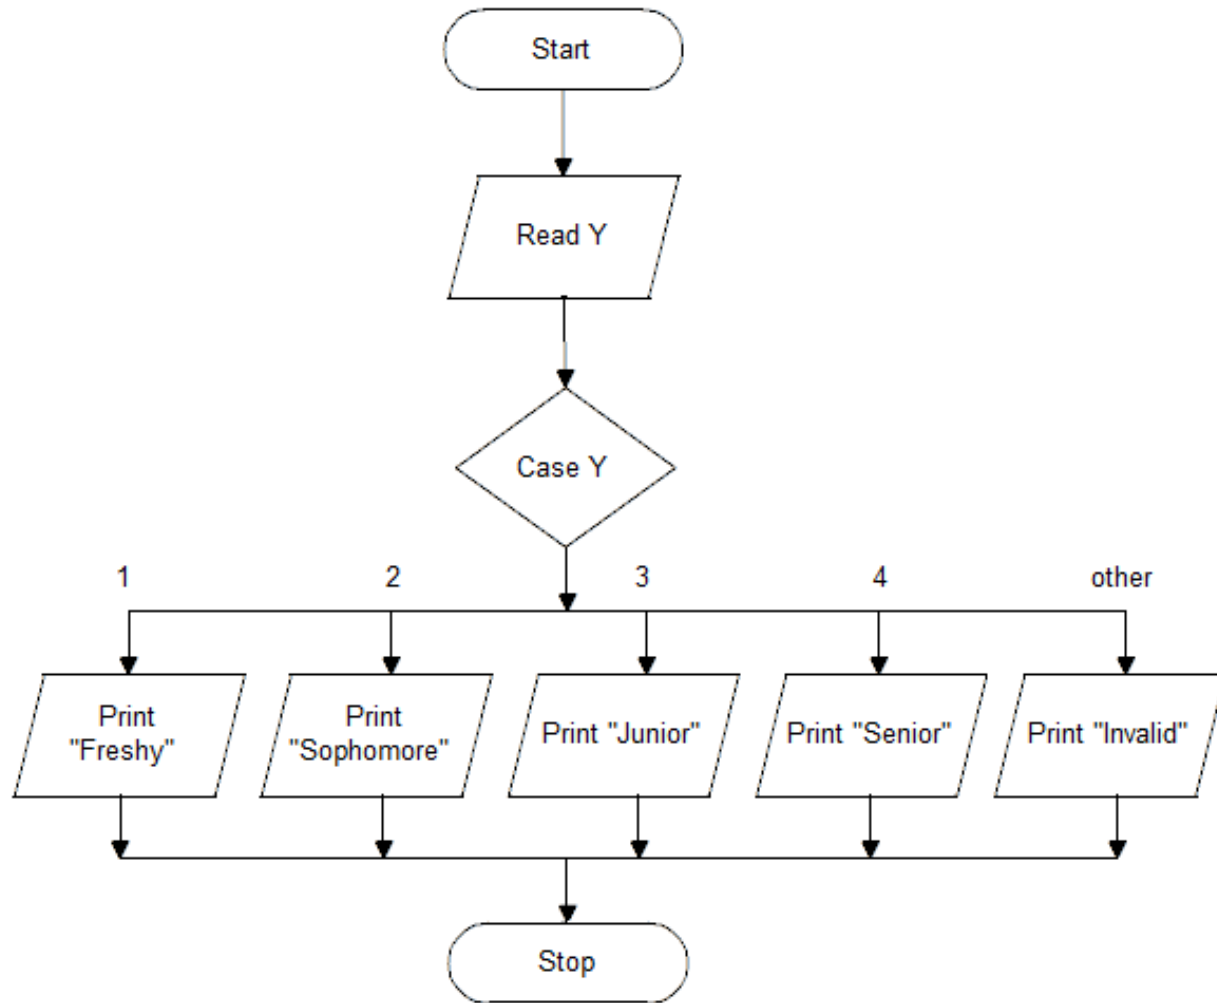 Start
Read Y
Case Y
1
2
3
4
other
Print
"Freshy"
Print
"Sophomore"
Print "Junior"
Print "Senior"
Print "Invalid"
Stop